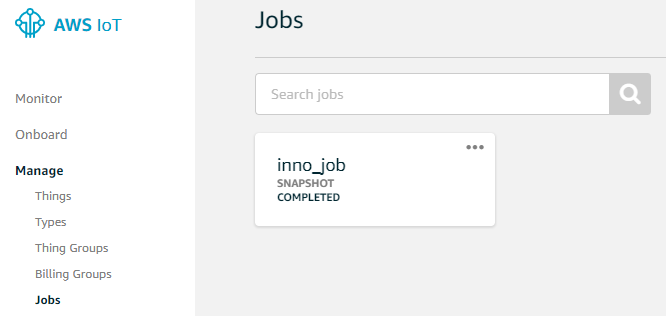 AWS IoT
Monitor
Onboard
Manage
Things
Types
Thing Groups
Billing Groups
Jobs
Jobs
Search jobs
inno_job
SNAPSHOT
COMPLETED